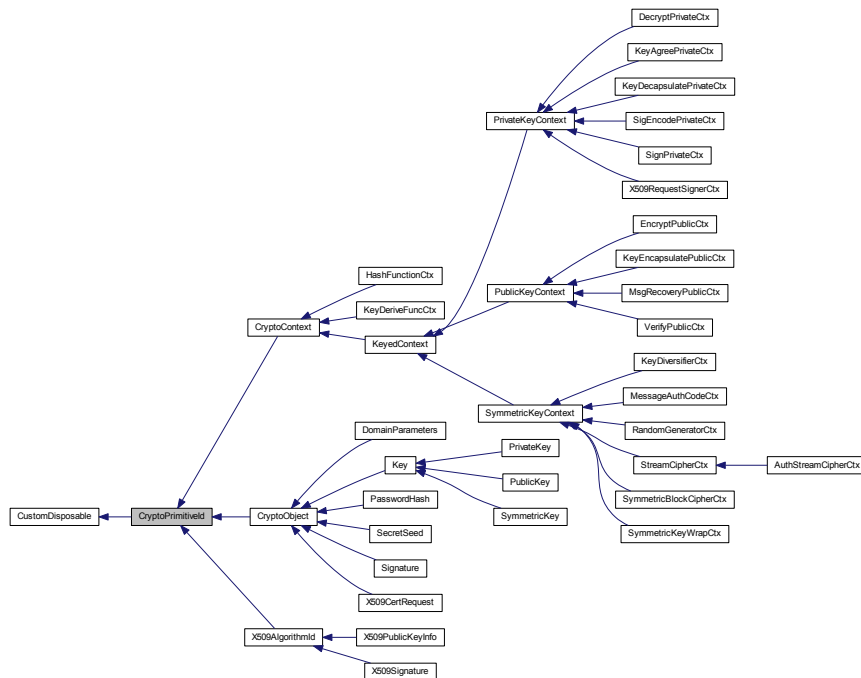 DecryptPrivateCtx
KeyAgreePrivateCtx
KeyDecapsulatePrivateCtx
PrivateKeyContext
SigEncodePrivateCtx
SignPrivateCtx
X509RequestSignerCtx
EncryptPublicCtx
KeyEncapsulatePublicCtx
HashFunctionCtx
PublicKeyContext
MsgRecoveryPublicCtx
KeyDeriveFuncCtx
CryptoContext
VerifyPublicCtx
KeyedContext
KeyDiversifierCtx
MessageAuthCodeCtx
SymmetricKeyContext
DomainParameters
RandomGeneratorCtx
PrivateKey
Key
StreamCipherCtx
AuthStreamCipherCtx
PublicKey
PasswordHash
SymmetricBlockCipherCtx
CustomDisposable
CryptoPrimitiveId
CryptoObject
SymmetricKey
SecretSeed
SymmetricKeyWrapCtx
Signature
X509CertRequest
X509AlgorithmId
X509PublicKeyInfo
X509Signature